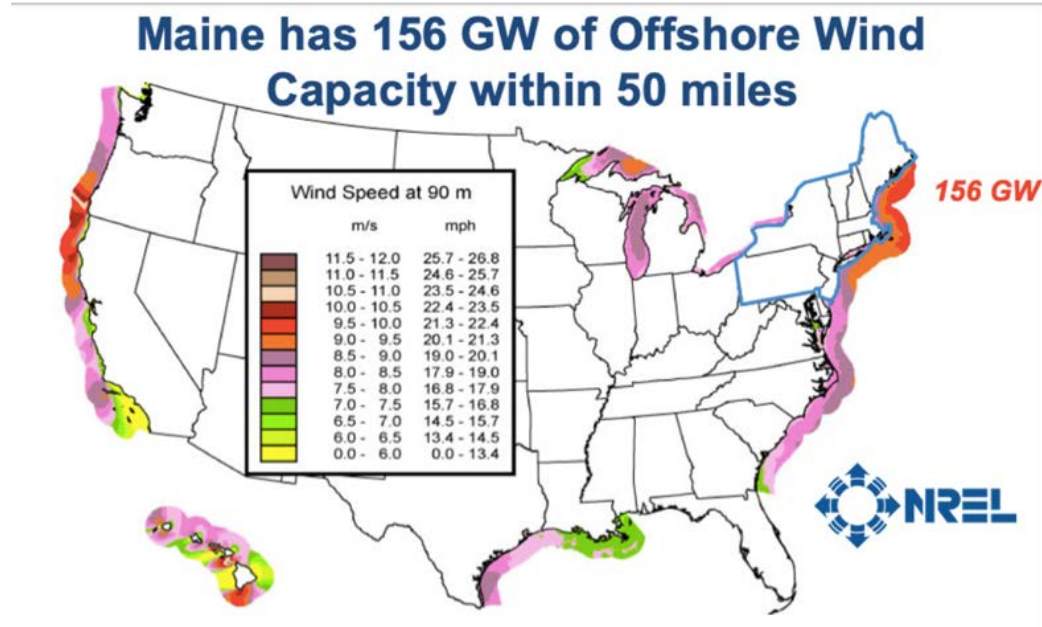 Maine has 156 GW of Offshore Wind
Capacity within 50 miles
Wind Speed at 90 m
m/s mph
11.5 - 12.0 25.7 - 26.8
11.0 - 11.5 24.6 - 25.7
10.5 - 11.0 23.5 - 24.6
10.0 - 10.5 22.4 - 23.5
9.5 - 10.0 21.3 - 22.4
9.0 - 9.5 20.1 - 21.3
8.5 - 9.0 19.0 - 20.1
8.0 - 8.5 17.9 - 19.0
7.5 - 8.0 16.8 - 17.9
7.0 - 7.5 15.7 - 16.8
6.5 - 7.0 14.5 - 15.7
6.0 - 6.5 13.4 - 14.5
0.0 - 6.0 0.0 - 13.4
156 GW
NREL